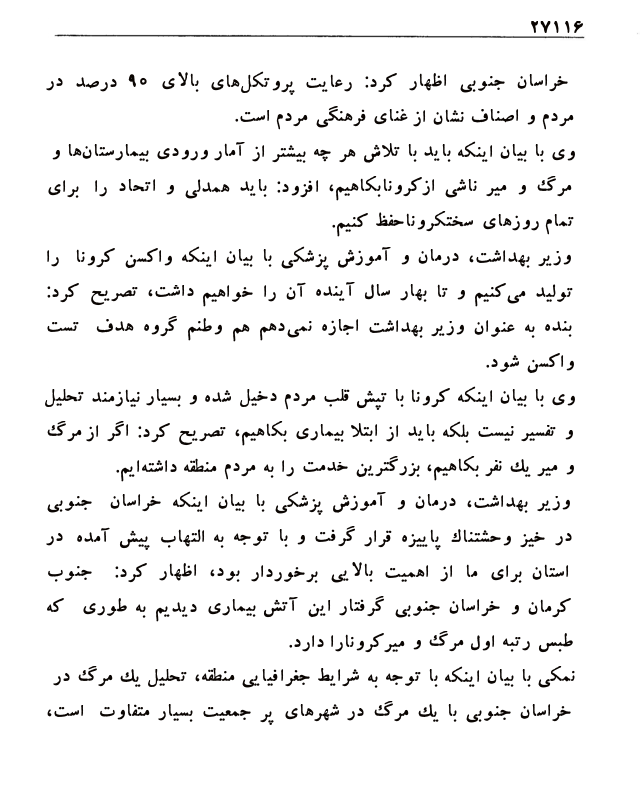 ۲۷۱۱۶
خراسان جنوبی اظهار کرد: رعایت پروتکل‌های بالای ۹۰ درصد در
مردم و اصناف نشان از غنای فرهنگی مردم است.
وی با بیان اینکه باید با تلاش هر چه بیشتر از آمار ورودی بیمارستان‌ها و
مرگ و میر ناشی ازکرونابکاهیم، افزود: باید همدلی و اتحاد را برای
تمام روزهای سختکروناحفظ کنیم.
وزیر بهداشت، درمان و آموزش پزشکی با بیان اینکه واکسن کرونا را
تولید می‌کنیم و تا بهار سال آینده آن را خواهیم داشت، تصریح کرد:
بنده به عنوان وزیر بهداشت اجازه نمی‌دهم هم وطنم گروه هدف تست
واکسن شود.
وی با بیان اینکه کرونا با تپش قلب مردم دخیل شده و بسیار نیازمند تحلیل
و تفسیر نیست بلکه باید از ابتلا بیماری بکاهیم، تصریح کرد: اگر از مرگ
و میر یك نفر بکاهیم، بزرگترین خدمت را به مردم منطقه داشته‌ایم.
وزیر بهداشت، درمان و آموزش پزشکی با بیان اینکه خراسان جنوبی
در خیز وحشتناك پاییزه قرار گرفت و با توجه به التهاب پیش آمده در
استان برای ما از اهمیت بالایی برخوردار بود، اظهار کرد: جنوب
کرمان و خراسان جنوبی گرفتار این آتش بیماری دیدیم به طوری که
طبس رتبه اول مرگ و میرکرونارا دارد.
نمکی با بیان اینکه با توجه به شرایط جغرافیایی منطقه، تحلیل یك مرگ در
خراسان جنوبی با یك مرگ در شهرهای پر جمعیت بسیار متفاوت است،